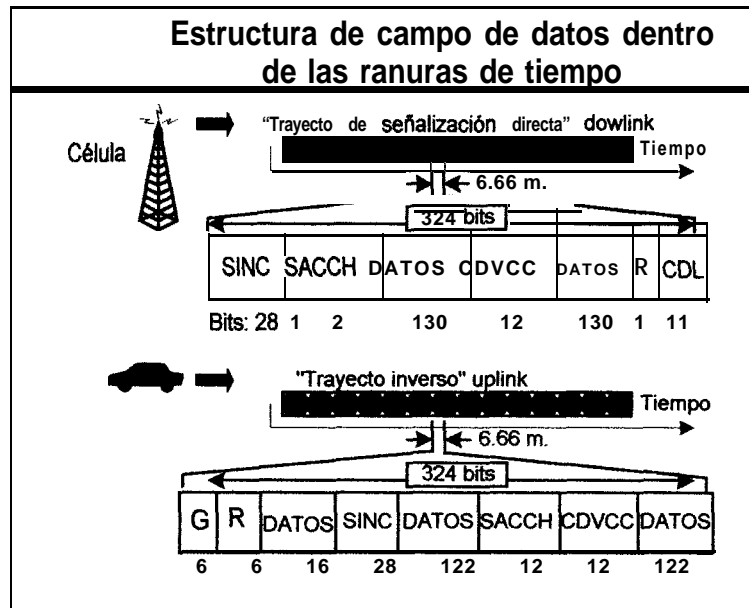 Estructura de campo de datos dentro
de las ranuras de tiempo
"Trayecto de señalización directa" dowlink
Célula
Tiempo
6.66 m.
324 bits
SINC SACCH DATOS CDVCC DATOS R CDL
Bits: 28 1 2 130 12 130 1 11
"Trayecto inverso" uplink
Tiempo
6.66 m.
324 bits
G R DATOS SINC DATOS SACCH CDVCC DATOS
6 6 16 28 122 12 12 122